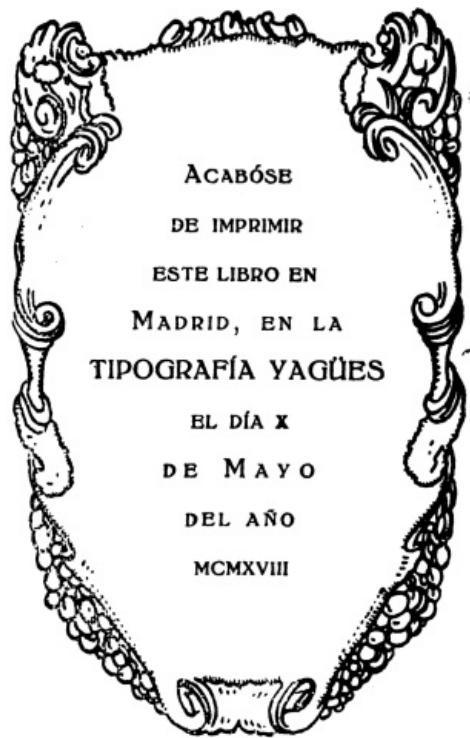 Acabóse
de imprimir
este libro en
Madrid, en la
TIPOGRAFÍA YAGÜES
el día X
de Mayo
del año
MCMXVIII